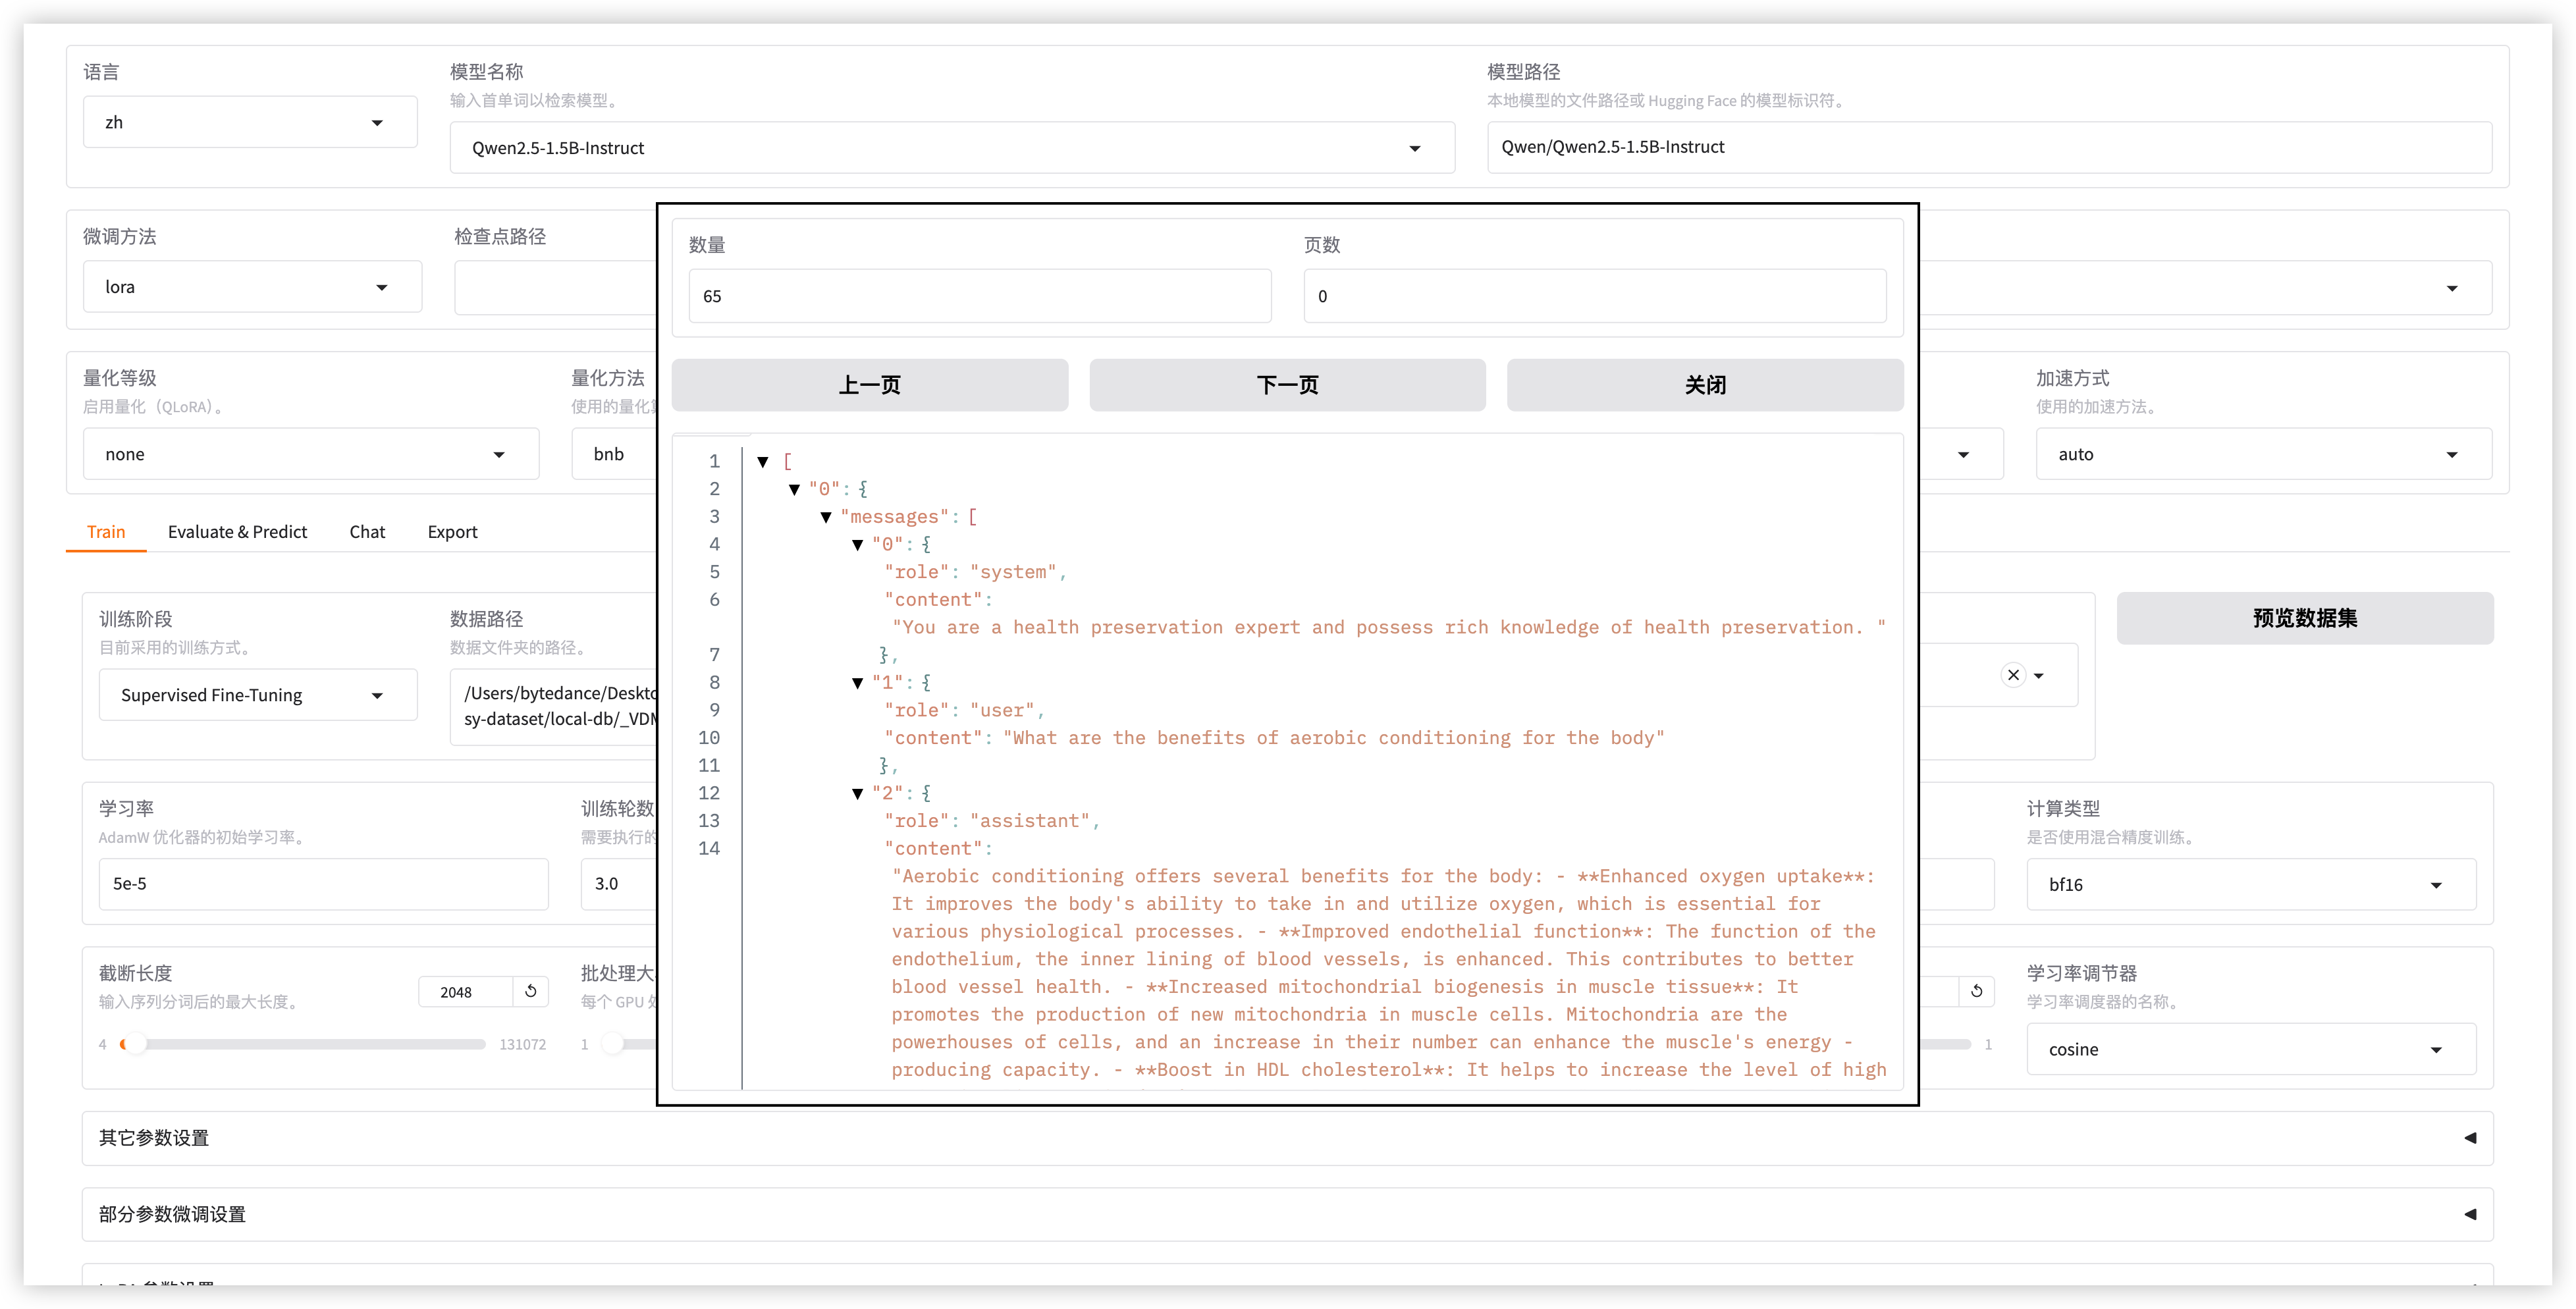 语言
zh
模型名称
输入首单词以检索模型。
Qwen2.5-1.5B-Instruct
模型路径
本地模型的文件路径或 Hugging Face 的模型标识符。
Qwen/Qwen2.5-1.5B-Instruct
微调方法
lora
检查点路径
量化等级
启用量化（QLoRA）。
none
量化方法
使用的量化
bnb
加速方式
使用的加速方法。
auto
数量
65
页数
0
上一页
下一页
关闭
1 ▼ [
2 ▼ "0": {
3 ▼ "messages": [
4 ▼ "0": {
5 "role": "system",
6 "content":
"You are a health preservation expert and possess rich knowledge of health preservation. "
7 },
8 ▼ "1": {
9 "role": "user",
10 "content": "What are the benefits of aerobic conditioning for the body"
11 },
12 ▼ "2": {
13 "role": "assistant",
14 "content":
"Aerobic conditioning offers several benefits for the body: - **Enhanced oxygen uptake**:
It improves the body's ability to take in and utilize oxygen, which is essential for
various physiological processes. - **Improved endothelial function**: The function of the
endothelium, the inner lining of blood vessels, is enhanced. This contributes to better
blood vessel health. - **Increased mitochondrial biogenesis in muscle tissue**: It
promotes the production of new mitochondria in muscle cells. Mitochondria are the
powerhouses of cells, and an increase in their number can enhance the muscle's energy -
producing capacity. - **Boost in HDL cholesterol**: It helps to increase the level of high
Train
Evaluate & Predict
Chat
Export
训练阶段
目前采用的训练方式。
Supervised Fine-Tuning
数据路径
数据文件夹的路径。
/Users/bytedance/Deskto
sy-dataset/local-db/_VDM
预览数据集
学习率
AdamW 优化器的初始学习率。
5e-5
训练轮数
需要执行的
3.0
计算类型
是否使用混合精度训练。
bf16
截断长度
输入序列分词后的最大长度。
2048
4
131072
批处理大
每个 GPU 处
1
1
学习率调节器
学习率调度器的名称。
cosine
其它参数设置
部分参数微调设置